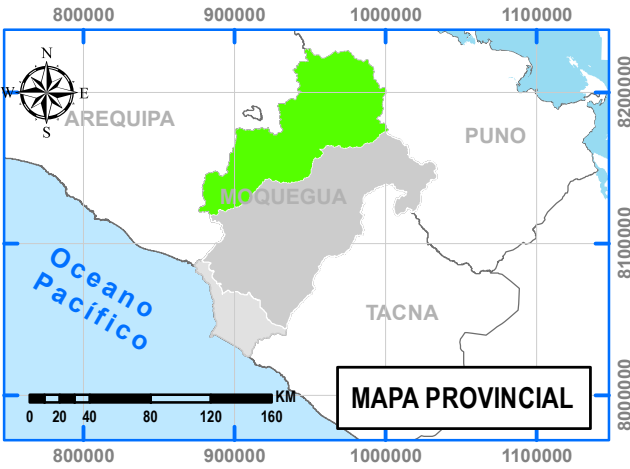 800000 900000 1000000 1100000
N
W E
S
AREQUIPA
PUNO
MOQUEGUA
TACNA
Oceano
Pacífico
KM
0 20 40 80 120 160
MAPA PROVINCIAL
8200000
8100000
8000000
800000 900000 1000000 1100000